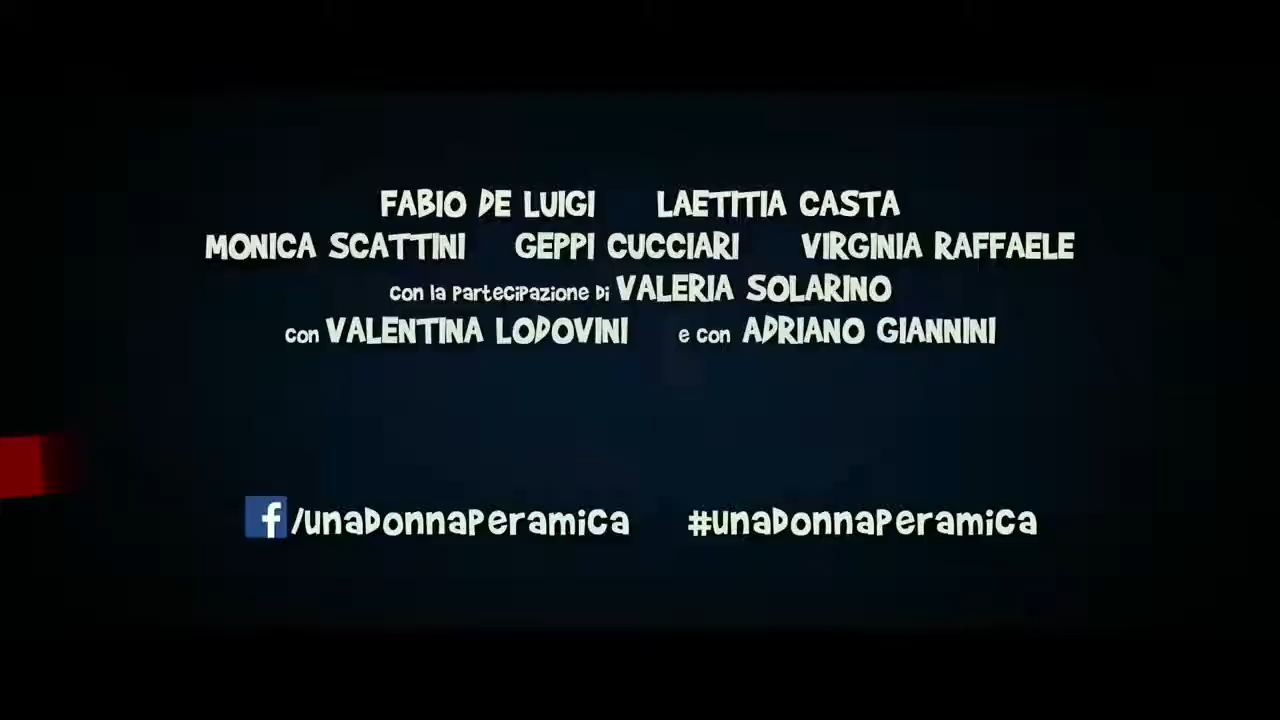 FABIO DE LUIGI LAETITIA CASTA
MONICA SCATTINI GEPPI CUCCIARI VIRGINIA RAFFAELE
con la partecipazione di VALERIA SOLARINO
con VALENTINA LODOVINI e con ADRIANO GIANNINI
f/unadonnaperamica #unadonnaperamica